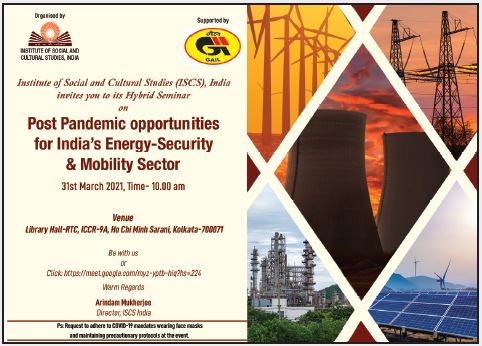 Organised by
INSTITUTE OF SOCIAL AND
CULTURAL STUDIES, INDIA
Supported by
गेल
GAIL
Institute of Social and Cultural Studies (ISCS), India
invites you to its Hybrid Seminar
on
Post Pandemic opportunities
for India's Energy-Security
& Mobility Sector
31st March 2021, Time- 10.00 am
Venue
Library Hall-RTC, ICCR-9A, Ho Chi Minh Sarani, Kolkata-700071
Be with us
or
Click: https://meet.google.com/myz-yptb-hiq?hs=224
Warm Regards
Arindam Mukherjee
Director, ISCS India
Ps: Request to adhere to COVID-19 mandates wearing face masks
and maintaining precautionary protocols at the event.